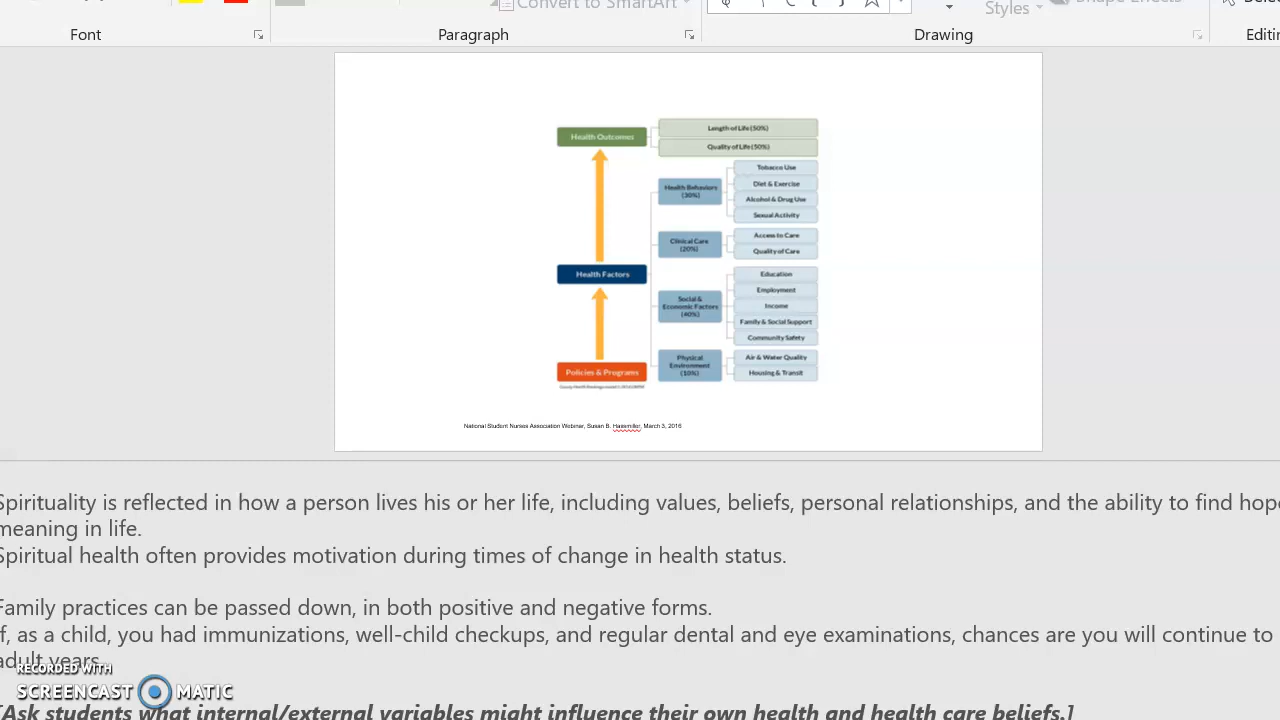 Convert to SmartArt
Styles
Shape Effects
Font
Paragraph
Drawing
Health Outcomes
Length of Life (50%)
Quality of Life (50%)
Health Behaviors
(30%)
Tobacco Use
Diet & Exercise
Alcohol & Drug Use
Sexual Activity
Clinical Care
(20%)
Access to Care
Quality of Care
Health Factors
Social &
Economic Factors
(40%)
Education
Employment
Income
Family & Social Support
Community Safety
Physical
Environment
(10%)
Air & Water Quality
Housing & Transit
Policies & Programs
National Student Nurses Association Webinar, Susan B. Hassmiller, March 3, 2016
Spirituality is reflected in how a person lives his or her life, including values, beliefs, personal relationships, and the ability to find hope
meaning in life.
Spiritual health often provides motivation during times of change in health status.
Family practices can be passed down, in both positive and negative forms.
If, as a child, you had immunizations, well-child checkups, and regular dental and eye examinations, chances are you will continue to
adult years.
RECORDED WITH
SCREENCAST MATIC
[Ask students what internal/external variables might influence their own health and health care beliefs.]